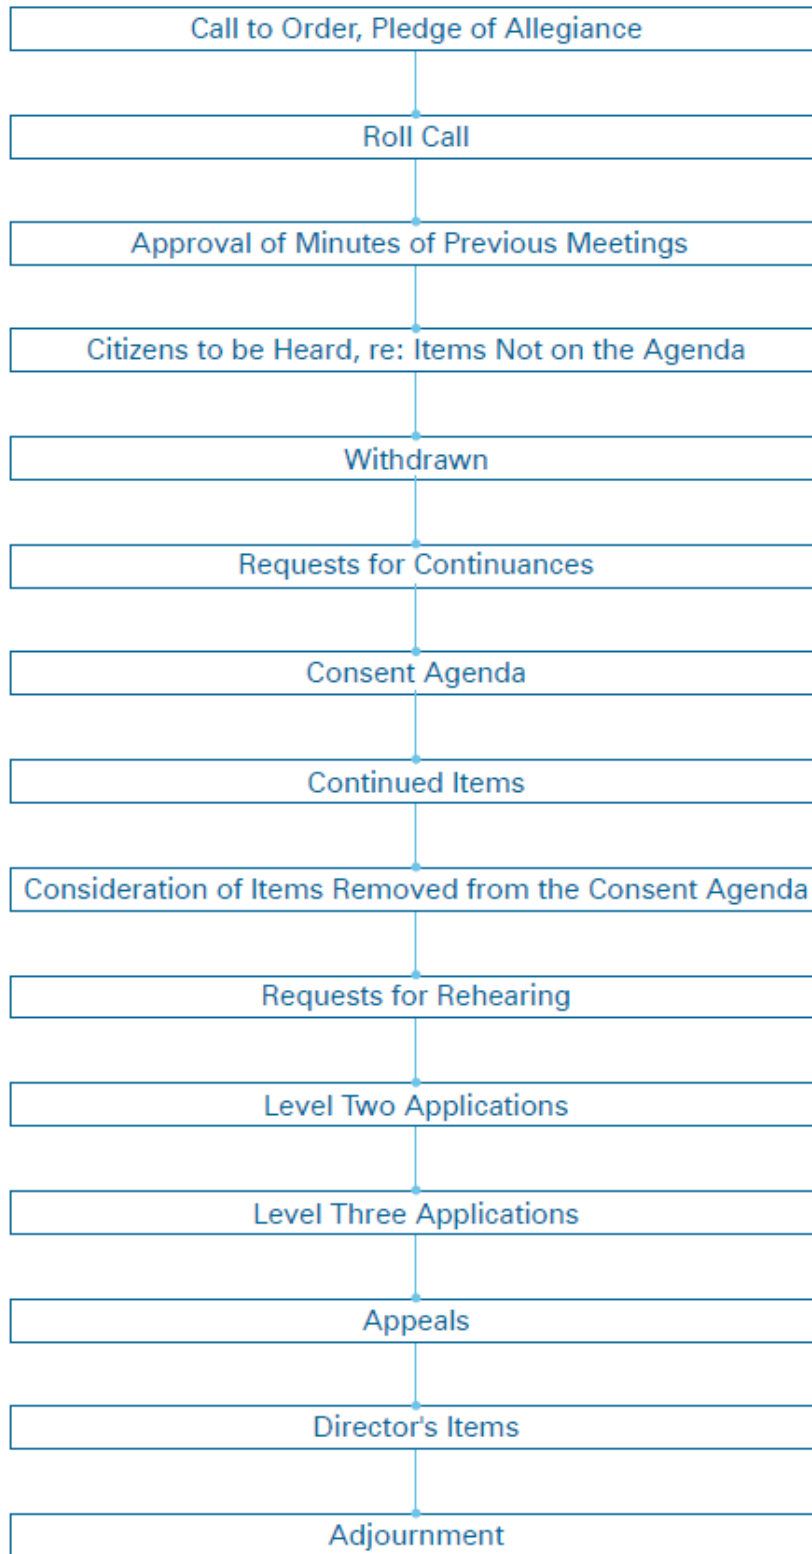 Call to Order, Pledge of Allegiance
Roll Call
Approval of Minutes of Previous Meetings
Citizens to be Heard, re: Items Not on the Agenda
Withdrawn
Requests for Continuances
Consent Agenda
Continued Items
Consideration of Items Removed from the Consent Agenda
Requests for Rehearing
Level Two Applications
Level Three Applications
Appeals
Director's Items
Adjournment